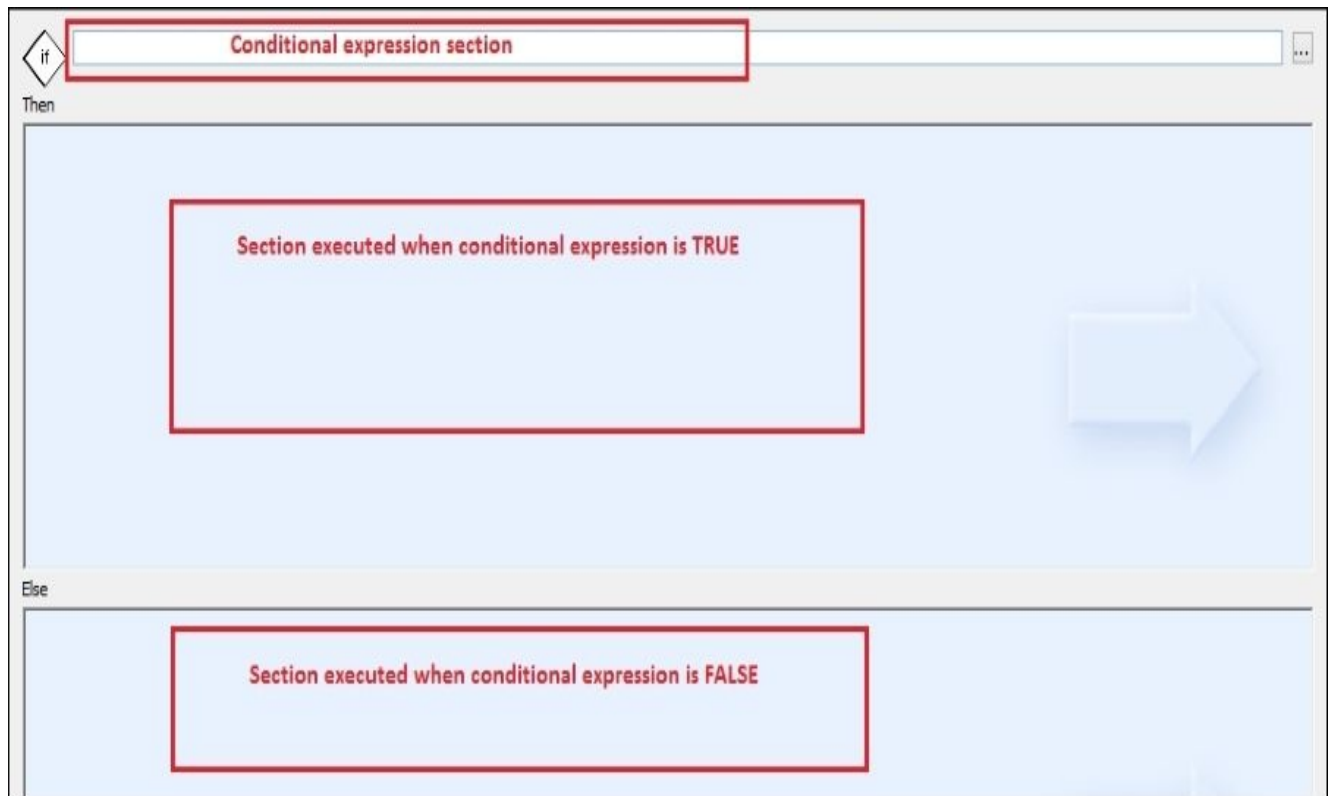 if
Conditional expression section
...
Then
Section executed when conditional expression is TRUE
Else
Section executed when conditional expression is FALSE